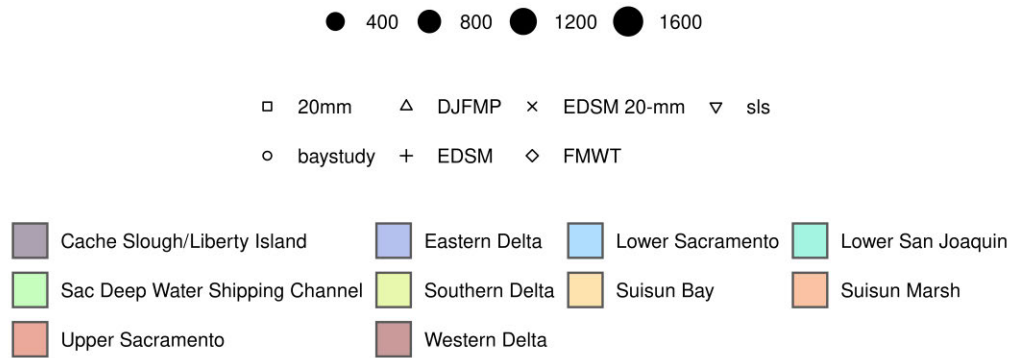 400 800 1200 1600
20mm DJFMP EDSM 20-mm sls
baystudy EDSM FMWT
Cache Slough/Liberty Island Eastern Delta Lower Sacramento Lower San Joaquin
Sac Deep Water Shipping Channel Southern Delta Suisun Bay Suisun Marsh
Upper Sacramento Western Delta